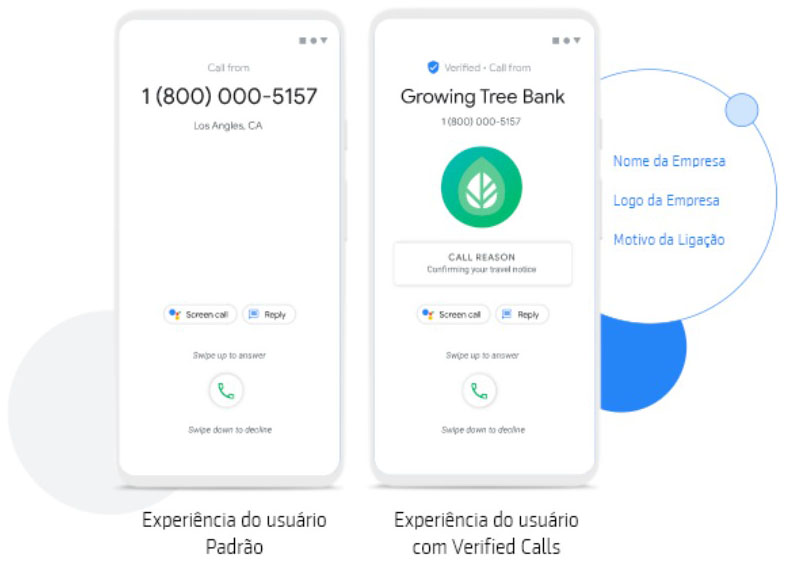 Call from
1 (800) 000-5157
Los Angles, CA
Screen call
Reply
Swipe up to answer
Swipe down to decline
Experiência do usuário
Padrão
Verified • Call from
Growing Tree Bank
1 (800) 000-5157
CALL REASON
Confirming your travel notice
Screen call
Reply
Swipe up to answer
Swipe down to decline
Experiência do usuário
com Verified Calls
Nome da Empresa
Logo da Empresa
Motivo da Ligação